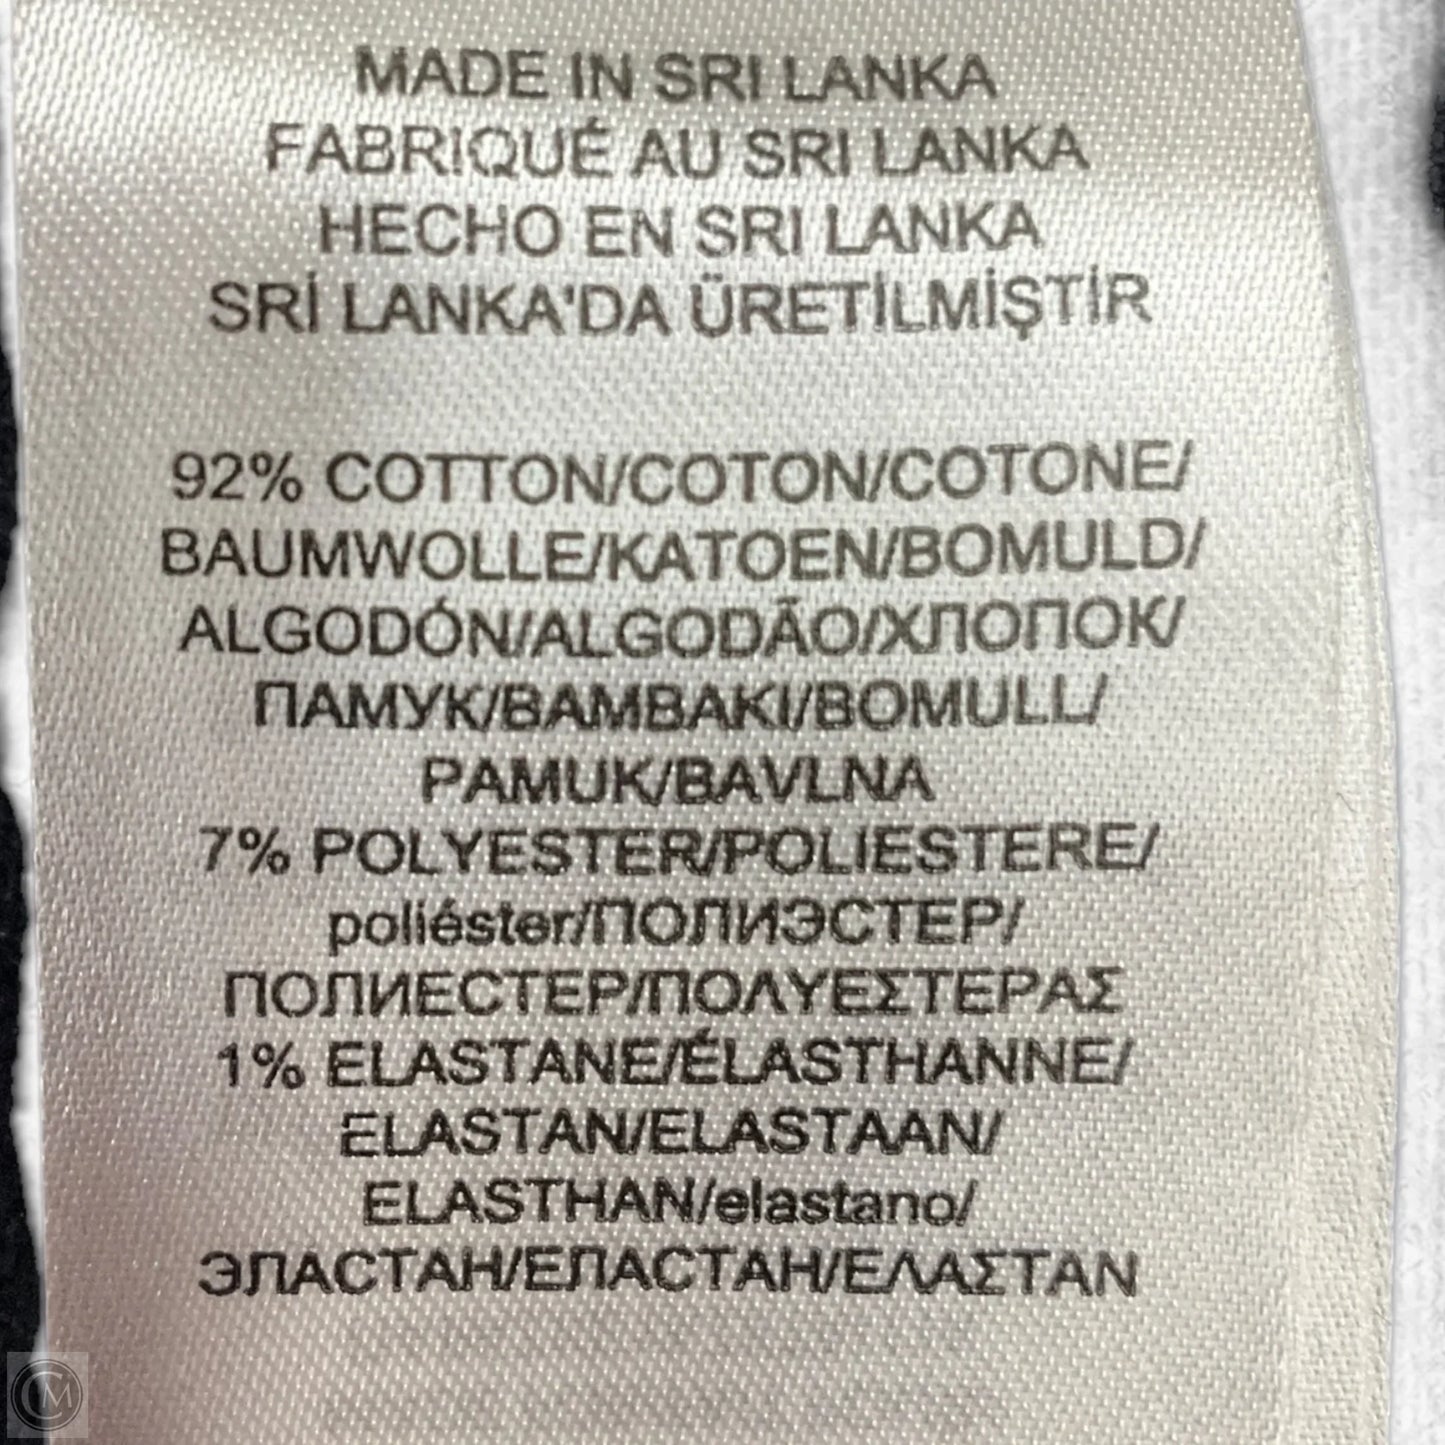 MADE IN SRI LANKA
FABRIQUÉ AU SRI LANKA
HECHO EN SRI LANKA
SRİ LANKA'DA ÜRETİLMİŞTİR
92% COTTON/COTON/COTONE/
BAUMWOLLE/KATOEN/BOMULD/
ALGODÓN/ALGODÃO/ХЛОПОК/
ПАМУК/BAMBAKI/BOMULL/
PAMUK/BAVLNA
7% POLYESTER/POLIESTERE/
poliéster/ПОЛИЭСТЕР/
ПОЛИЕСТЕР/ΠΟΛΥΕΣΤΕΡΑΣ
1% ELASTANE/ÉLASTHANNE/
ELASTAN/ELASTAAN/
ELASTHAN/elastano/
ЭЛАСТАН/ЕЛАСТАН/ΕΛΑΣΤΑΝ
CM